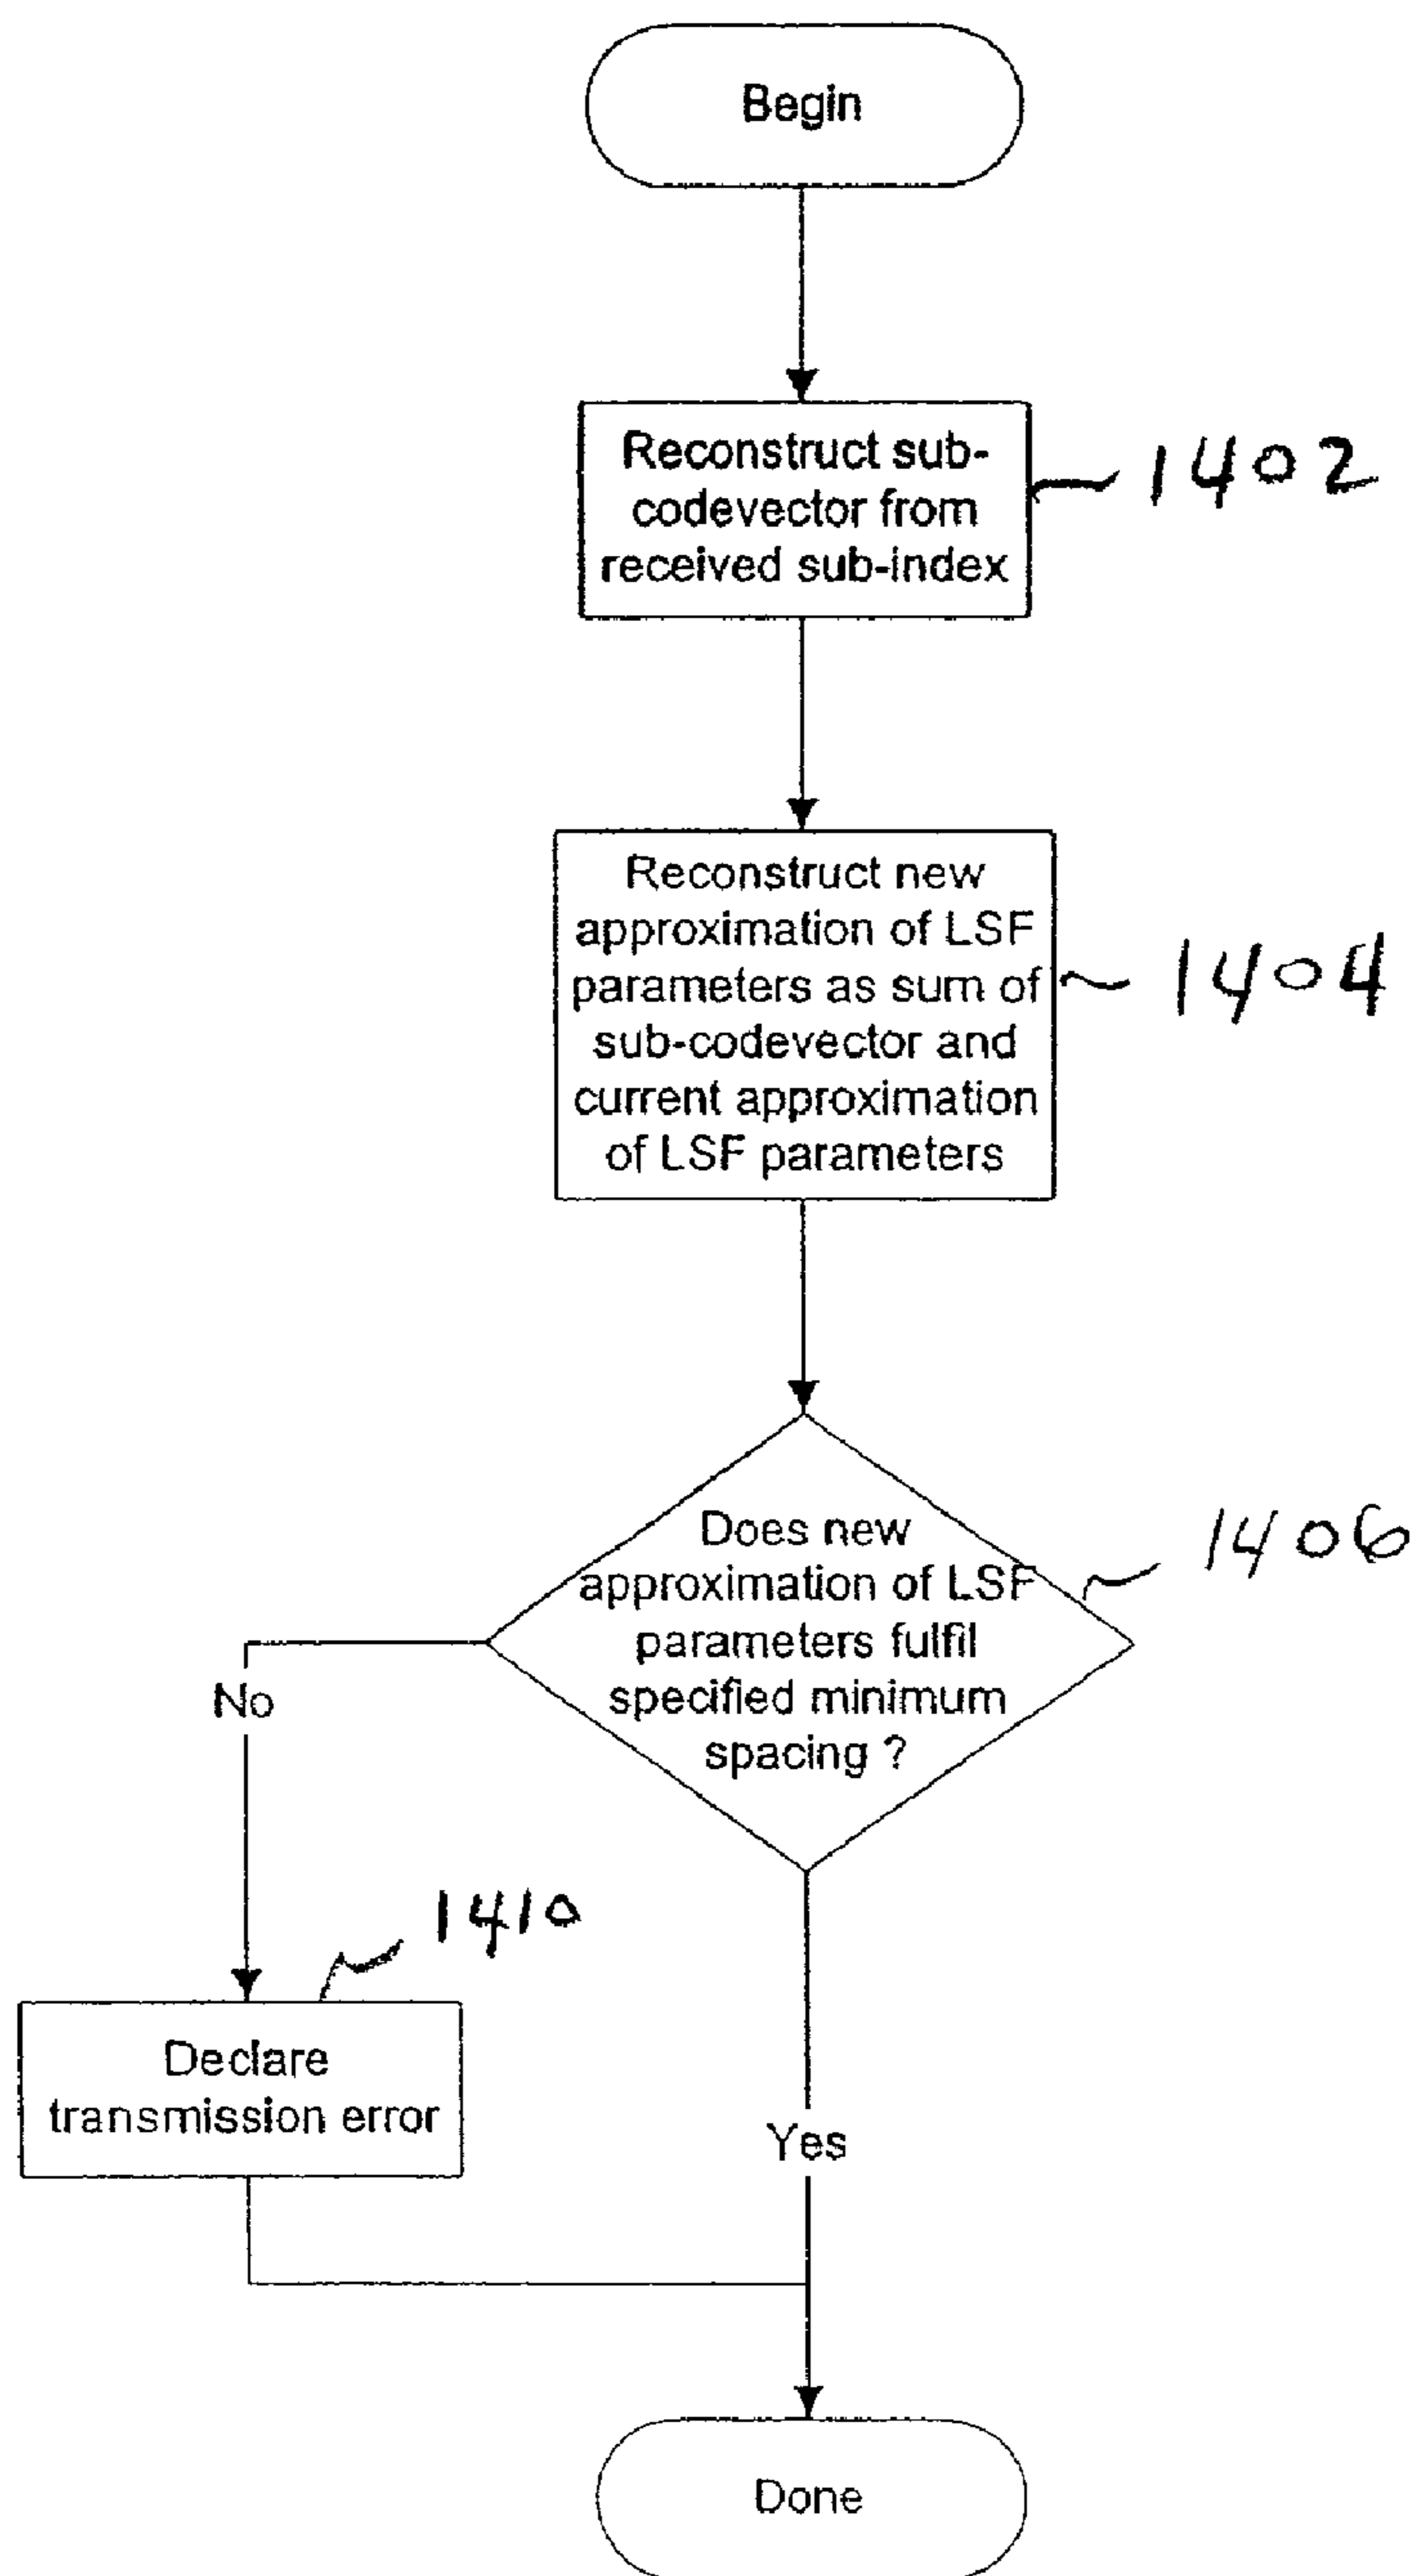 Begin
Reconstruct sub-
codevector from
received sub-index
1402
Reconstruct new
approximation of LSF
parameters as sum of
sub-codevector and
current approximation
of LSF parameters
1404
Does new
approximation of LSF
parameters fulfil
specified minimum
spacing ?
1406
No
1410
Declare
transmission error
Yes
Done